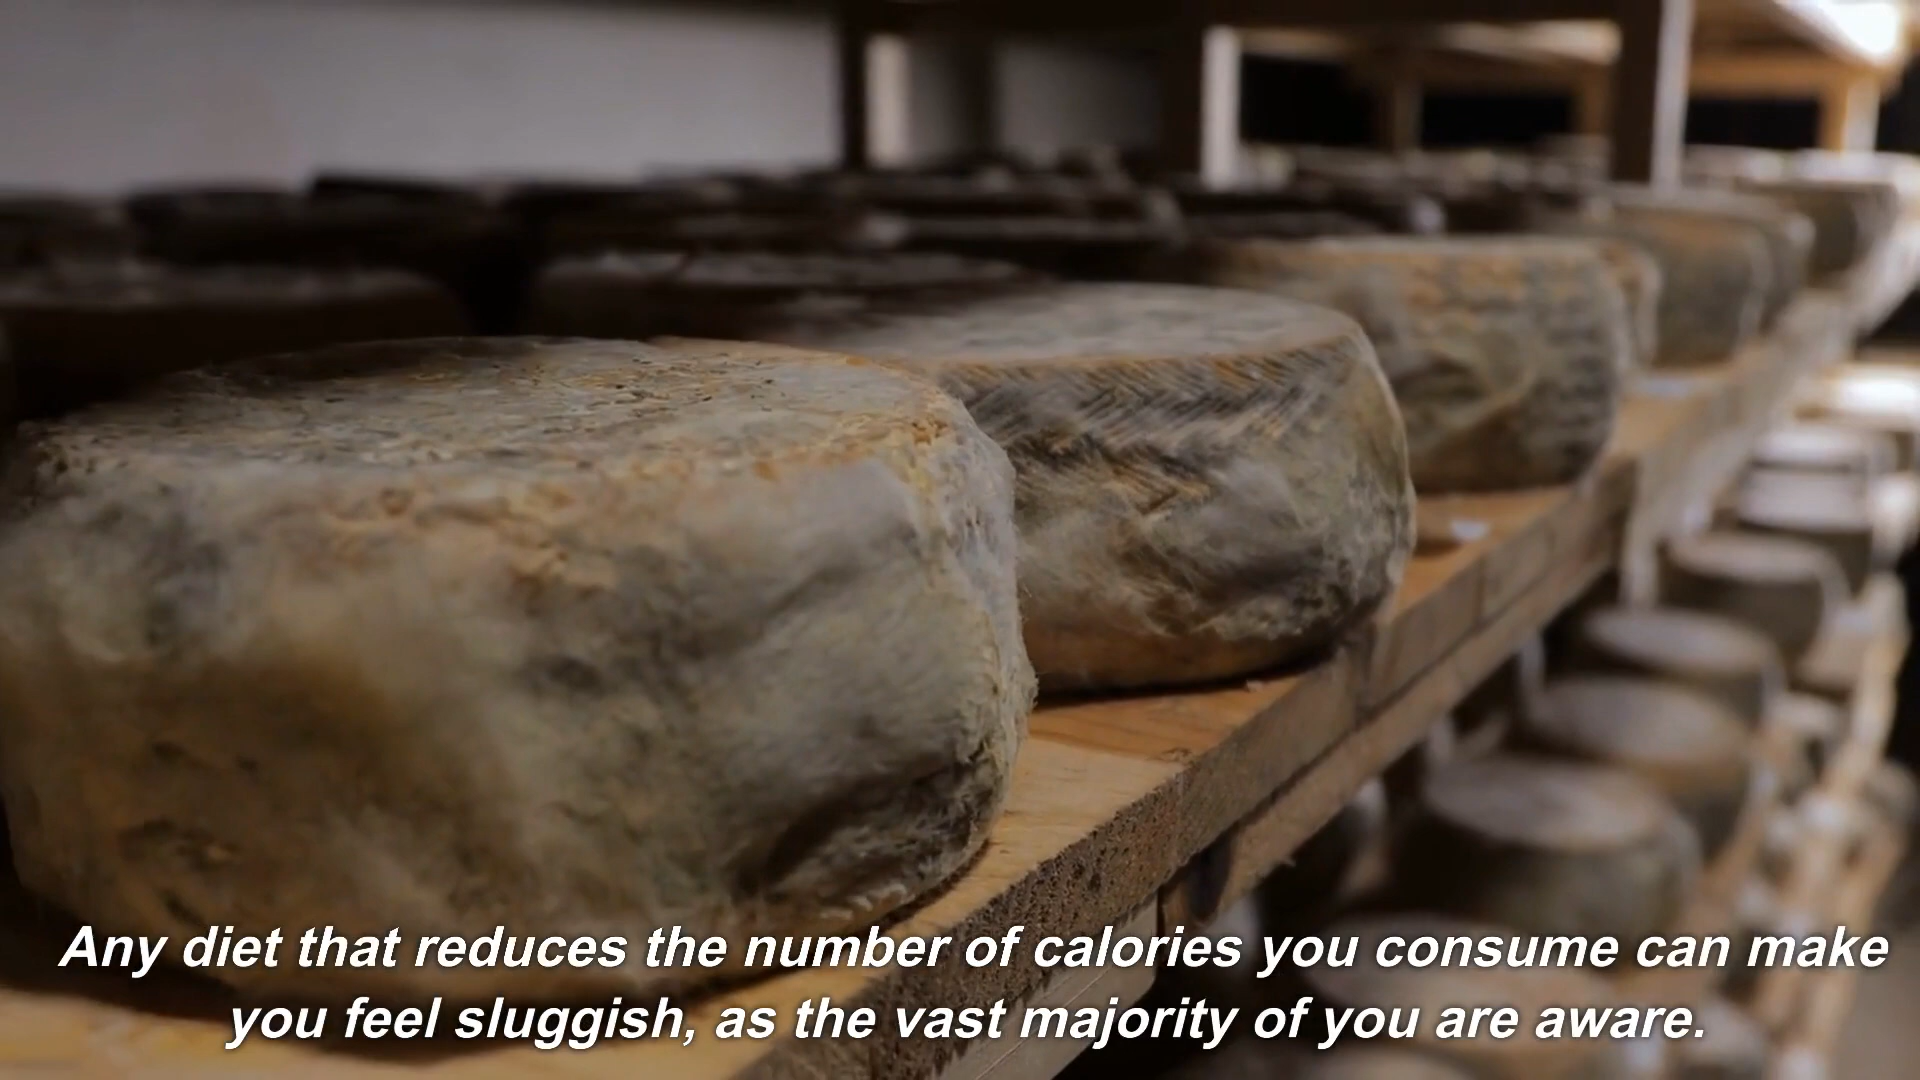 Any diet that reduces the number of calories you consume can make
you feel sluggish, as the vast majority of you are aware.